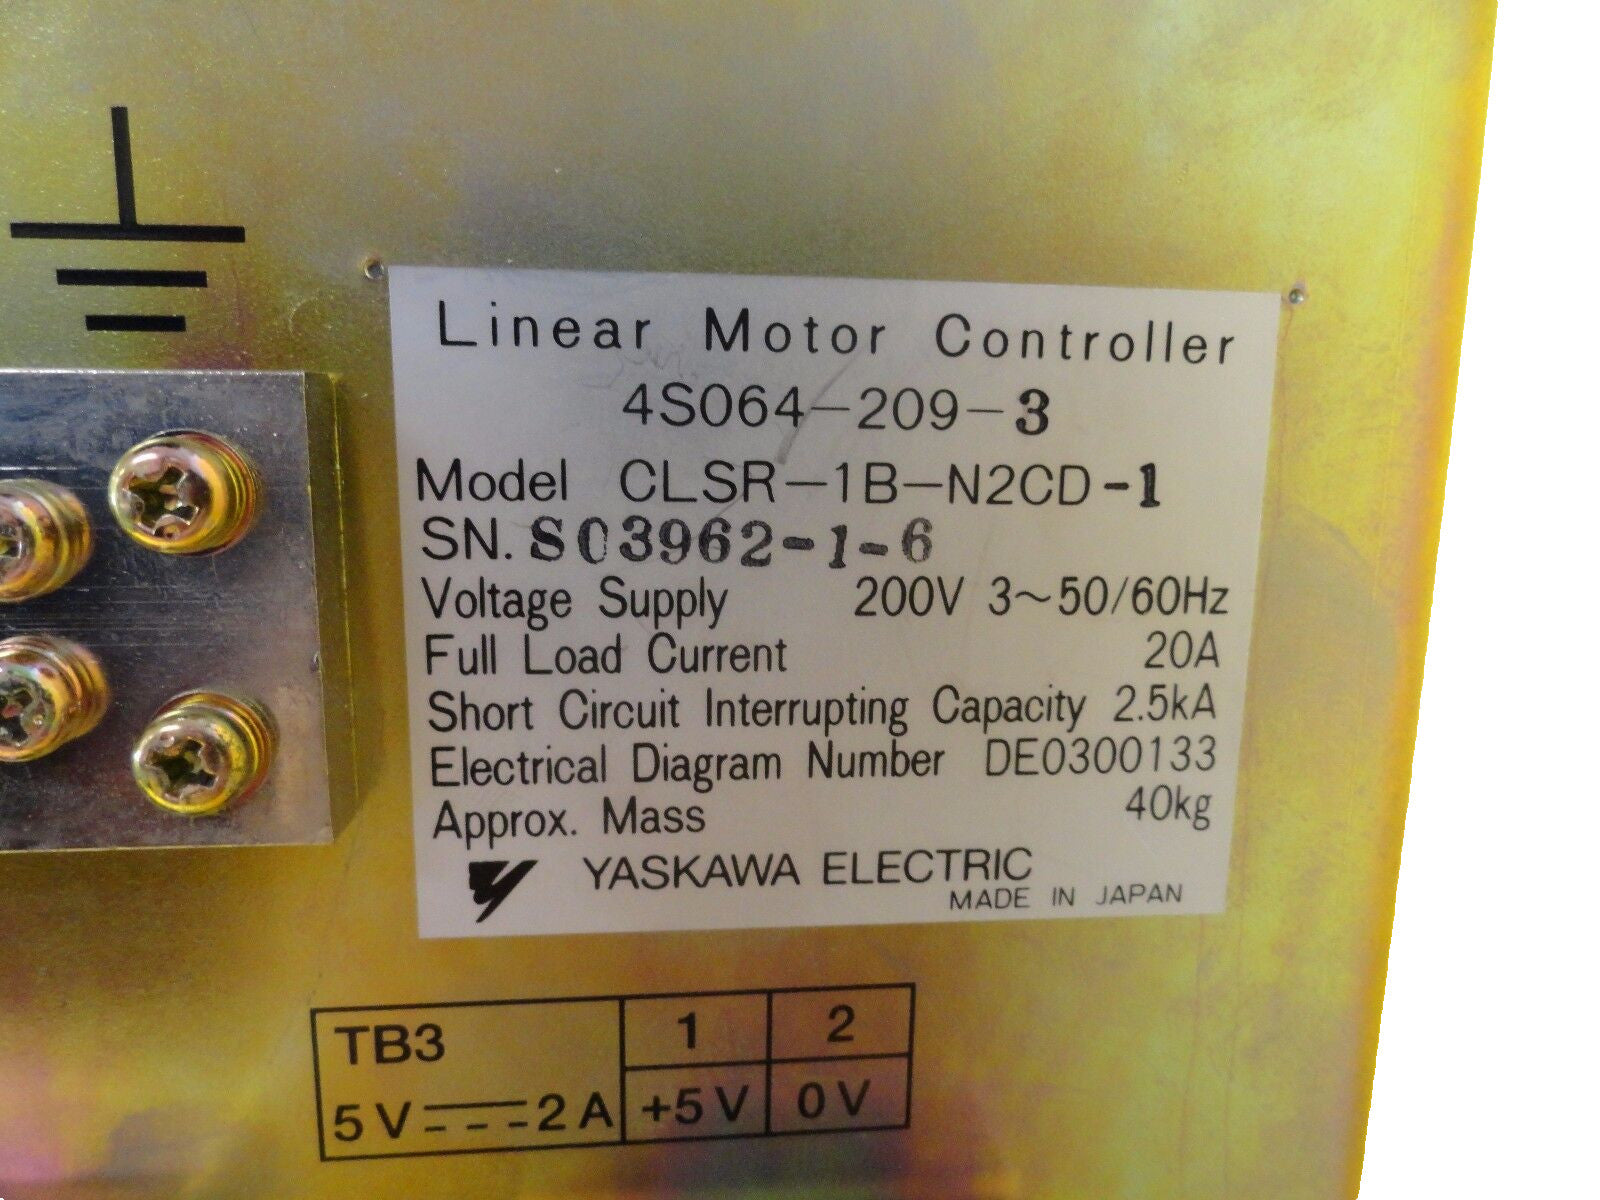 Linear Motor Controller
4S064-209-3
Model CLSR-1B-N2CD-1
SN. S03962-1-6
Voltage Supply 200V 3~50/60Hz
Full Load Current 20A
Short Circuit Interrupting Capacity 2.5kA
Electrical Diagram Number DE0300133
Approx. Mass 40kg
YASKAWA ELECTRIC
MADE IN JAPAN
TB3 1 2
5V 2A +5V 0V